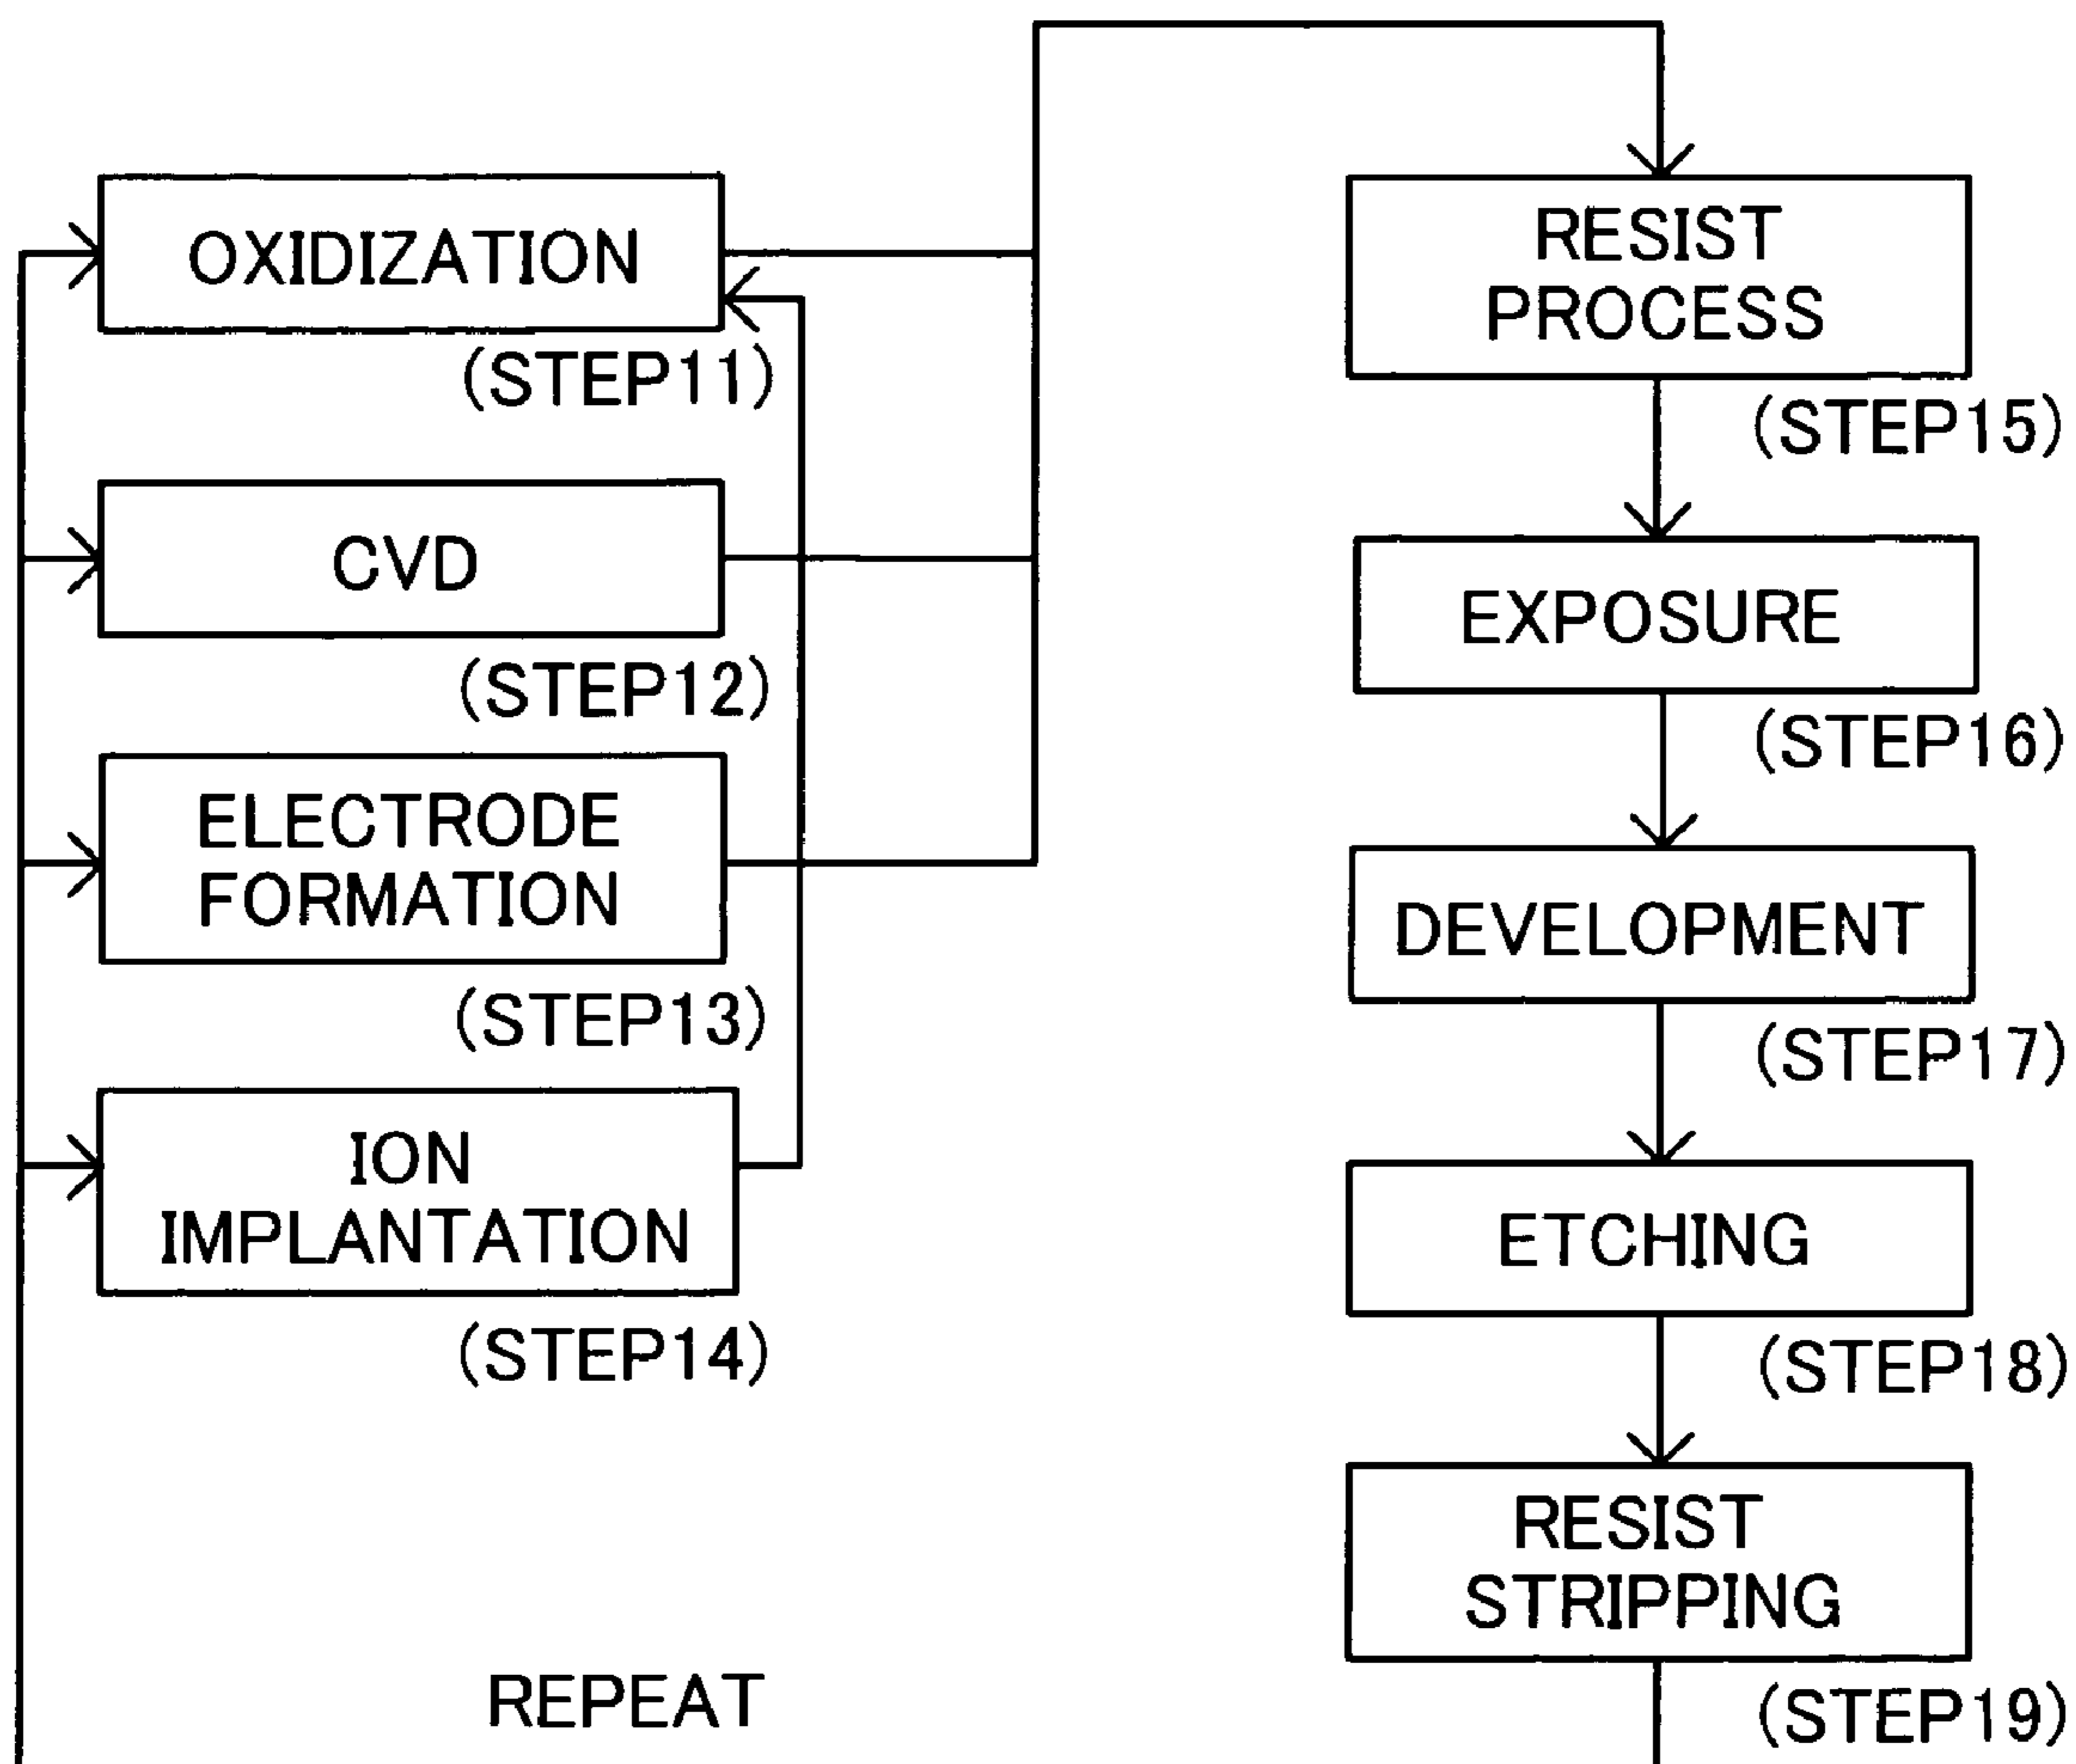 OXIDIZATION
(STEP11)
CVD
(STEP12)
ELECTRODE
FORMATION
(STEP13)
ION
IMPLANTATION
(STEP14)
REPEAT
RESIST
PROCESS
(STEP15)
EXPOSURE
(STEP16)
DEVELOPMENT
(STEP17)
ETCHING
(STEP18)
RESIST
STRIPPING
(STEP19)